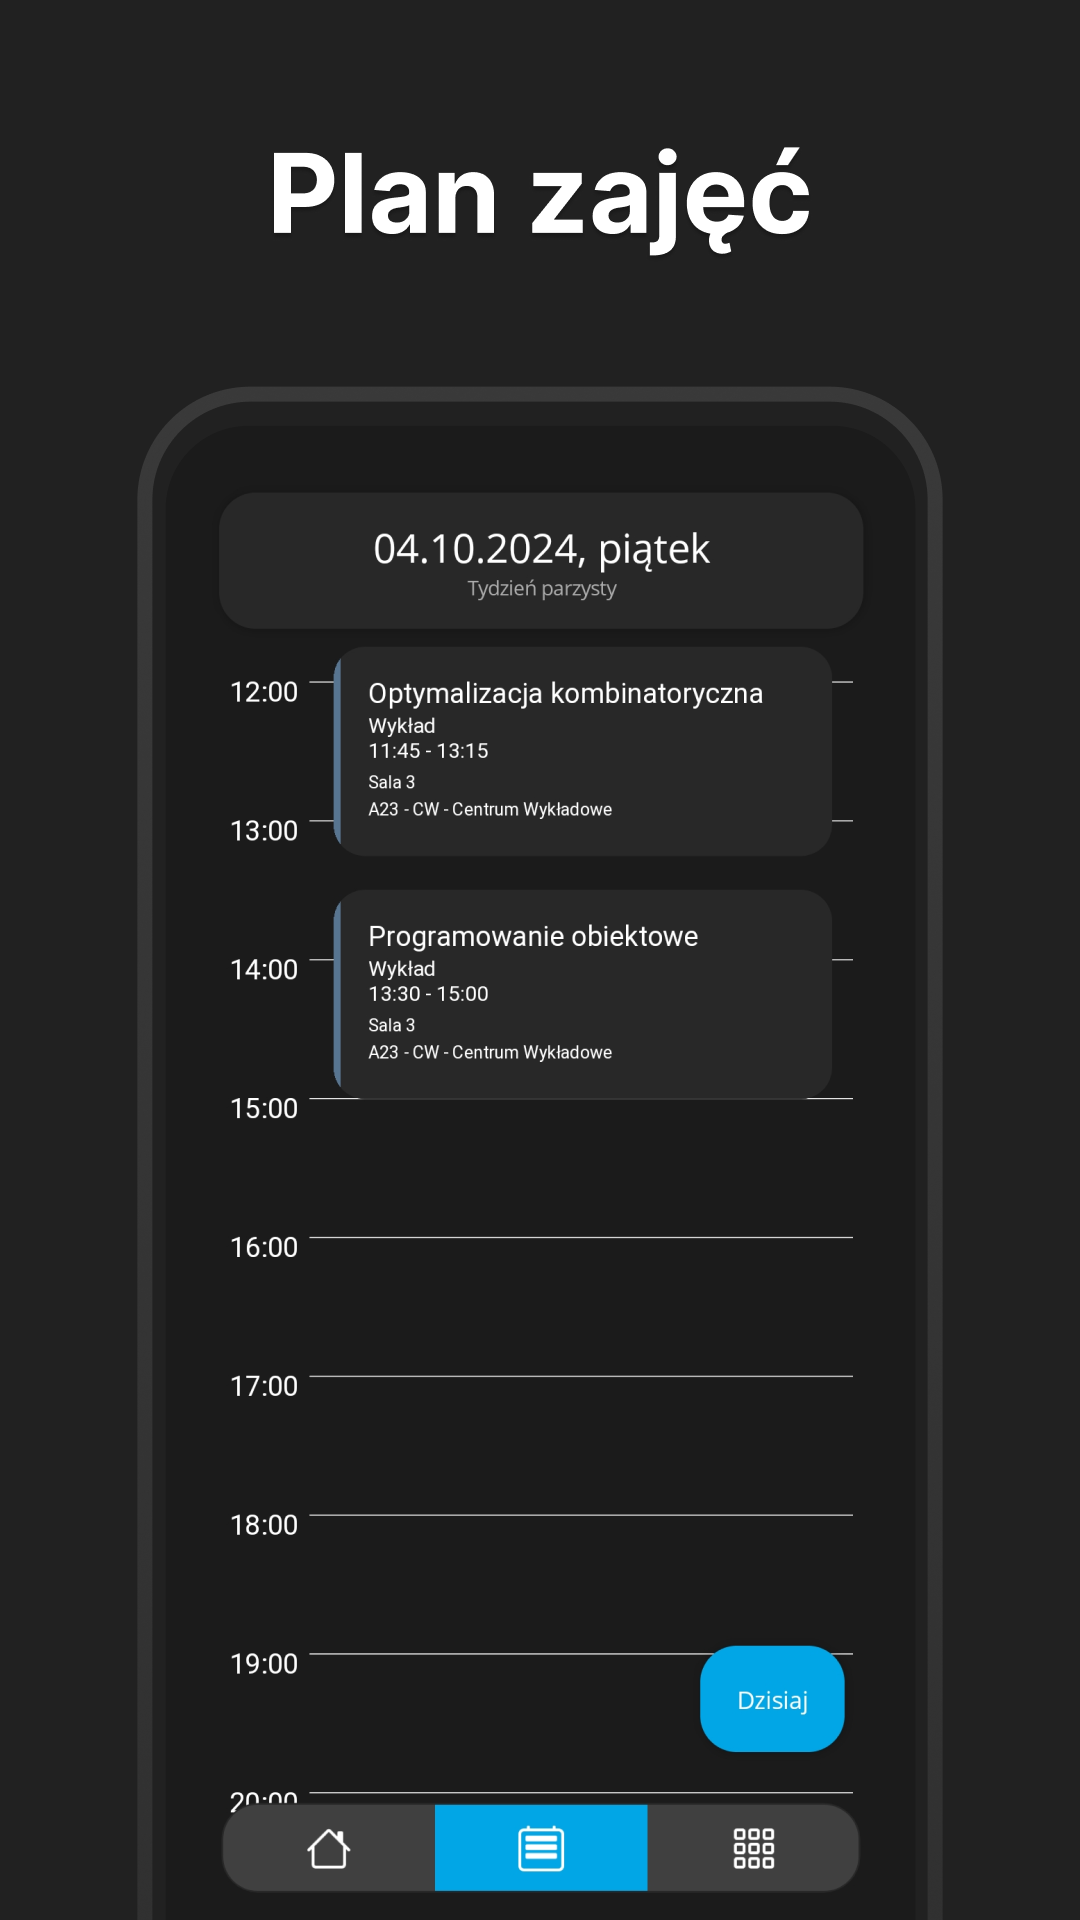 Plan zajęć
04.10.2024, piątek
Tydzień parzysty
12:00
Optymalizacja kombinatoryczna
Wykład
11:45 - 13:15
Sala 3
A23 - CW - Centrum Wykładowe
13:00
Programowanie obiektowe
14:00
Wykład
13:30 - 15:00
Sala 3
A23 - CW - Centrum Wykładowe
15:00
16:00
17:00
18:00
19:00
Dzisiaj
20:00